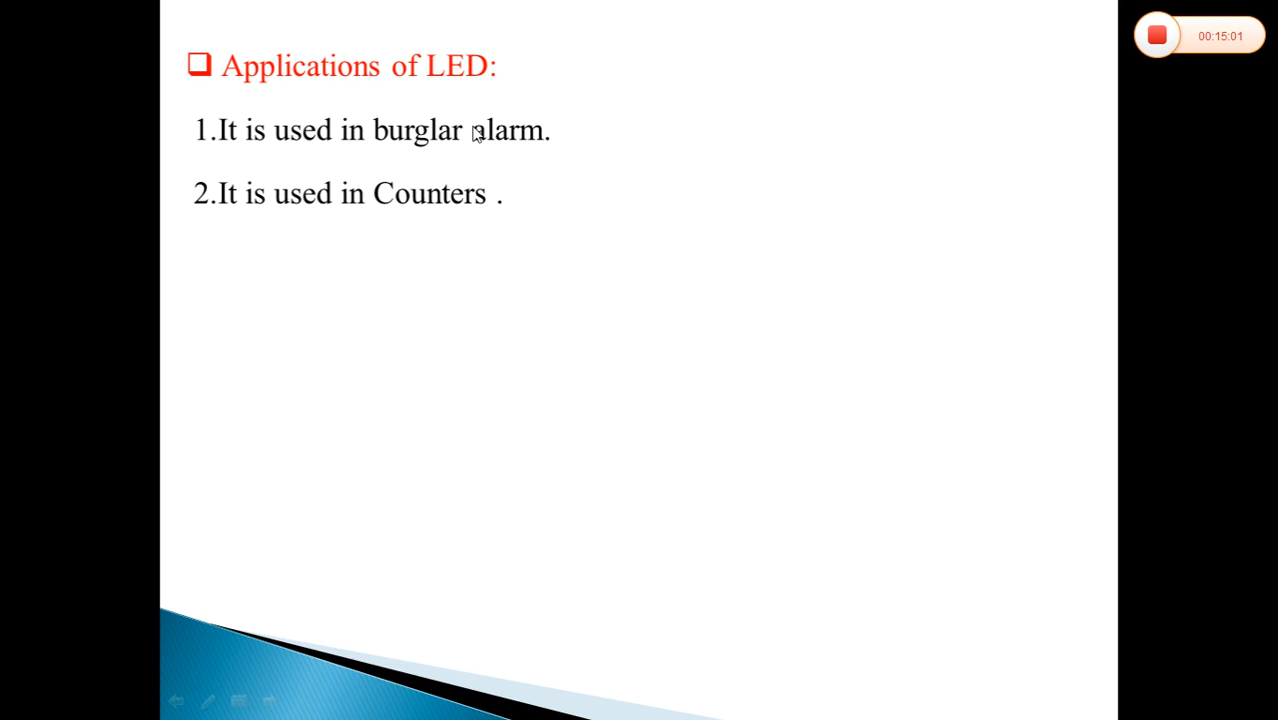 Applications of LED:
1.It is used in burglar alarm.
2.It is used in Counters .
00:15:01